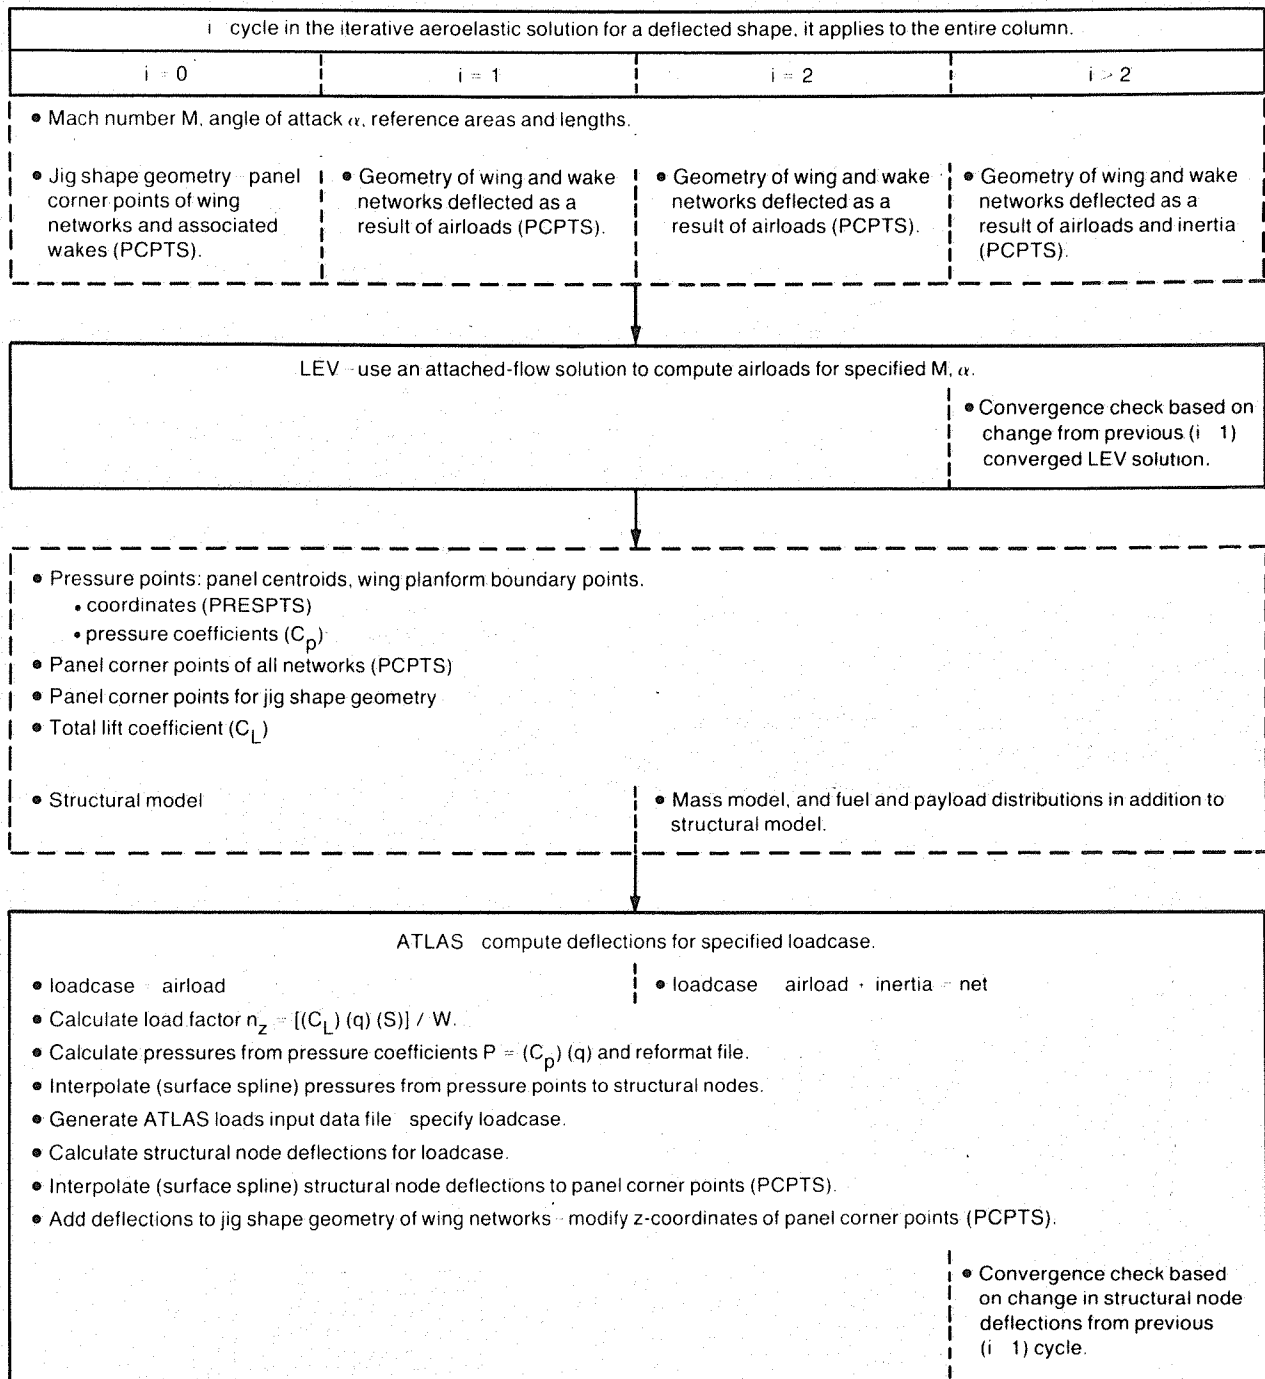 i cycle in the iterative aeroelastic solution for a deflected shape, it applies to the entire column.
i = 0
i = 1
i = 2
i > 2
• Mach number M, angle of attack α, reference areas and lengths.
• Jig shape geometry - panel
corner points of wing
networks and associated
wakes (PCPTS).
• Geometry of wing and wake
networks deflected as a
result of airloads (PCPTS).
• Geometry of wing and wake
networks deflected as a
result of airloads (PCPTS).
• Geometry of wing and wake
networks deflected as a
result of airloads and inertia
(PCPTS).
LEV - use an attached-flow solution to compute airloads for specified M, α.
• Convergence check based on
change from previous (i 1)
converged LEV solution.
• Pressure points: panel centroids, wing planform boundary points.
• coordinates (PRESPTS)
• pressure coefficients (C_p)
• Panel corner points of all networks (PCPTS)
• Panel corner points for jig shape geometry
• Total lift coefficient (C_L)
• Structural model
• Mass model, and fuel and payload distributions in addition to
structural model.
ATLAS compute deflections for specified loadcase.
• loadcase - airload
• loadcase airload + inertia = net
• Calculate load factor n_z = [(C_L) (q) (S)] / W.
• Calculate pressures from pressure coefficients P = (C_p) (q) and reformat file.
• Interpolate (surface spline) pressures from pressure points to structural nodes.
• Generate ATLAS loads input data file specify loadcase.
• Calculate structural node deflections for loadcase.
• Interpolate (surface spline) structural node deflections to panel corner points (PCPTS).
• Add deflections to jig shape geometry of wing networks - modify z-coordinates of panel corner points (PCPTS).
• Convergence check based
on change in structural node
deflections from previous
(i 1) cycle.